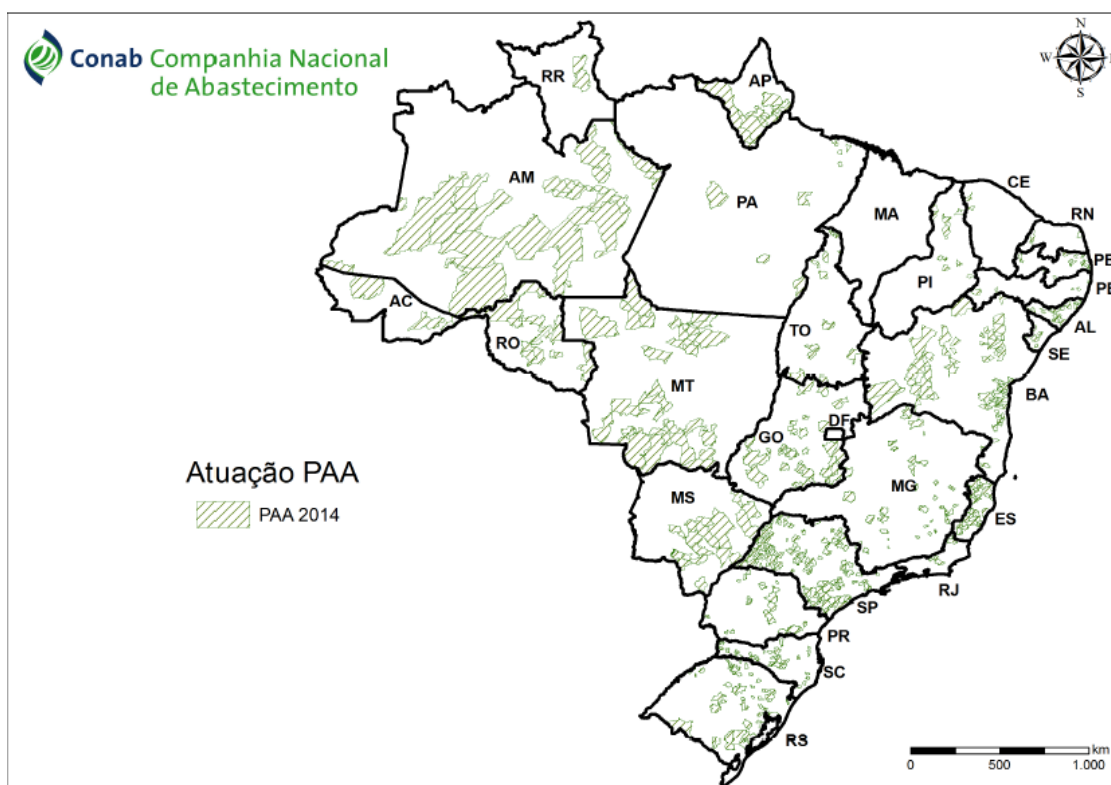 Conab Companhia Nacional
de Abastecimento
N
W
S
RR
AP
AM
PA
MA
CE
RN
PB
PE
PI
AC
AL
TO
RO
SE
MT
BA
DF
GO
Atuação PAA
MG
MS
PAA 2014
ES
RJ
SP
PR
SC
RS
km
0 500 1.000